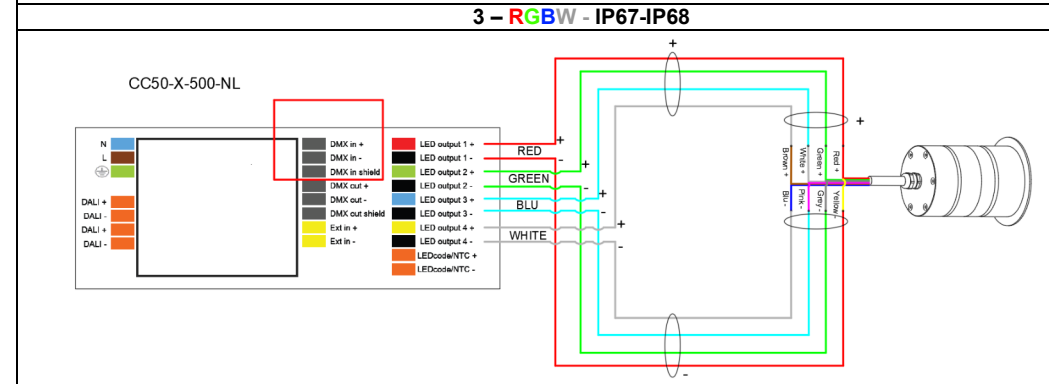 3 – RGBW - IP67-IP68
CC50-X-500-NL
N
L
DALI +
DALI -
DALI +
DALI -
DMX in +
DMX in -
DMX in shield
DMX out +
DMX out -
DMX out shield
Ext in +
Ext in -
LED output 1 +
LED output 1 -
LED output 2 +
LED output 2 -
LED output 3 +
LED output 3 -
LED output 4 +
LED output 4 -
LEDcode/NTC +
LEDcode/NTC -
RED
GREEN
BLU
WHITE
+
-
+
-
+
-
+
-
+
-
+
Brown +
White +
Green +
Red +
Blu -
Pink -
Grey -
Yellow -